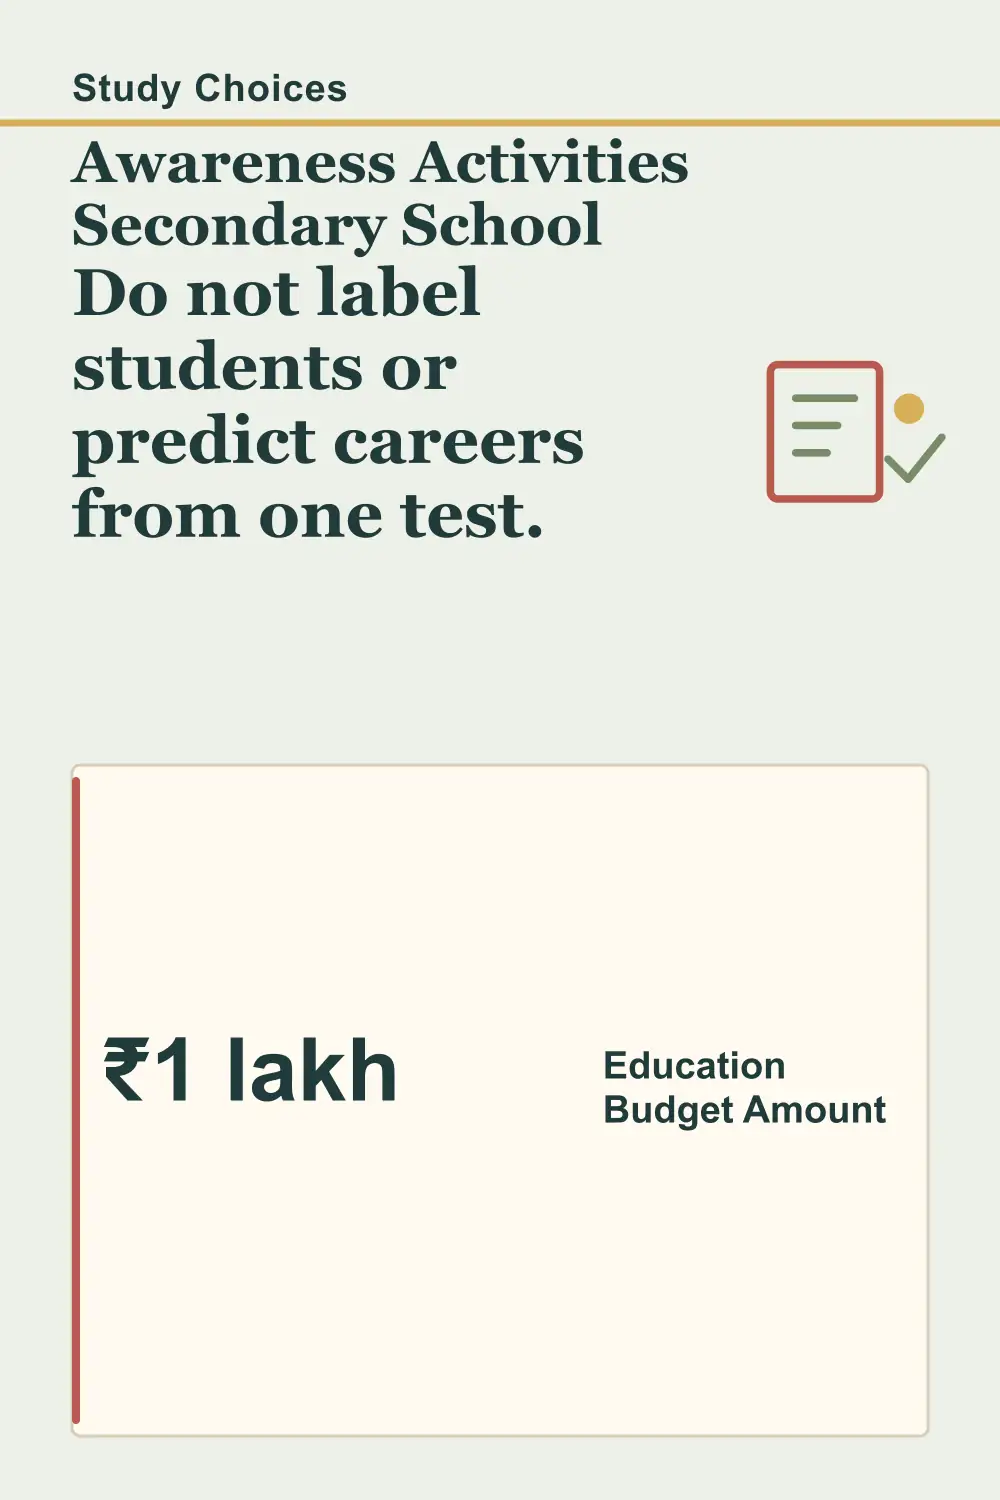 Study Choices
Awareness Activities
Secondary School
Do not label
students or
predict careers
from one test.
₹1 lakh
Education
Budget Amount